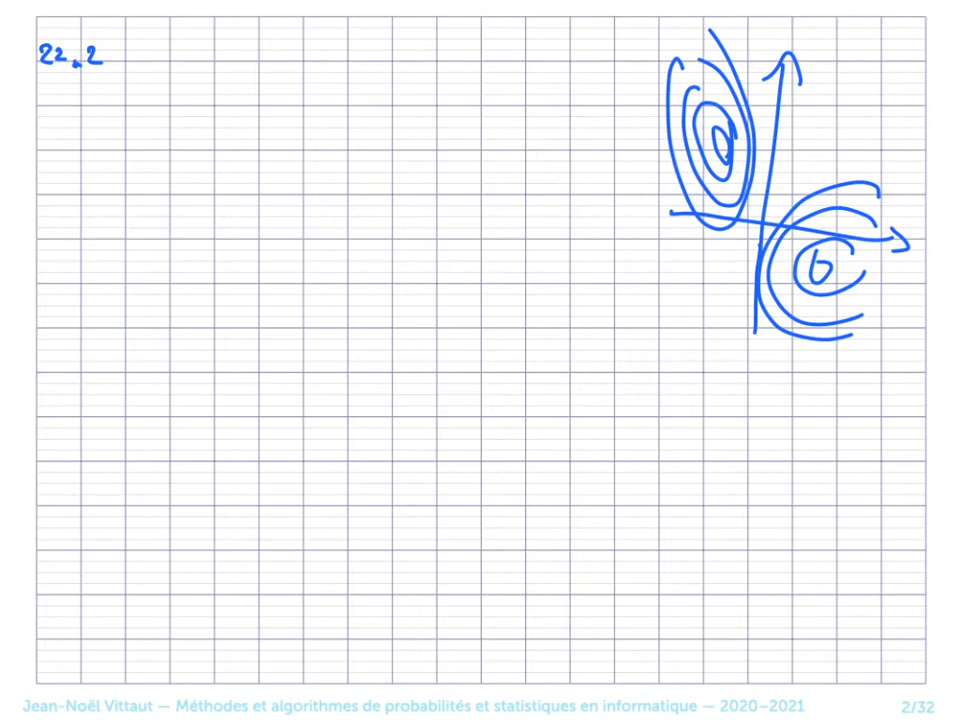 22.2
Jean-Noël Vittaut — Méthodes et algorithmes de probabilités et statistiques en informatique — 2020–2021
2/32